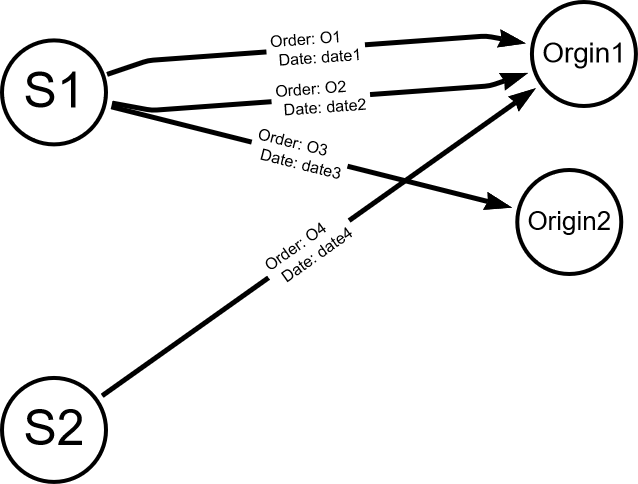 S1
Order: O1
Date: date1
Orgin1
Order: O2
Date: date2
Order: O3
Date: date3
Origin2
Order: O4
Date: date4
S2